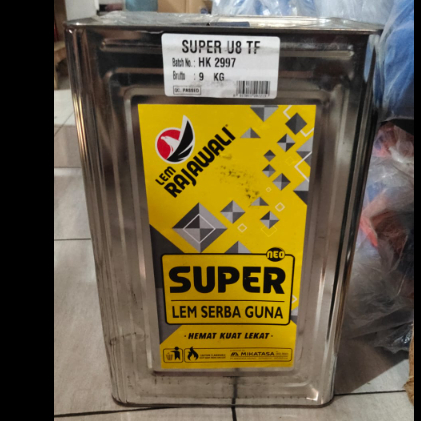 SUPER U8 TF
Batch No. : HK 2997
Brutto : 9 KG
LEM
RAJAWALI
NEO
SUPER
LEM SERBA GUNA
· HEMAT KUAT LEKAT ·
MIKATASA